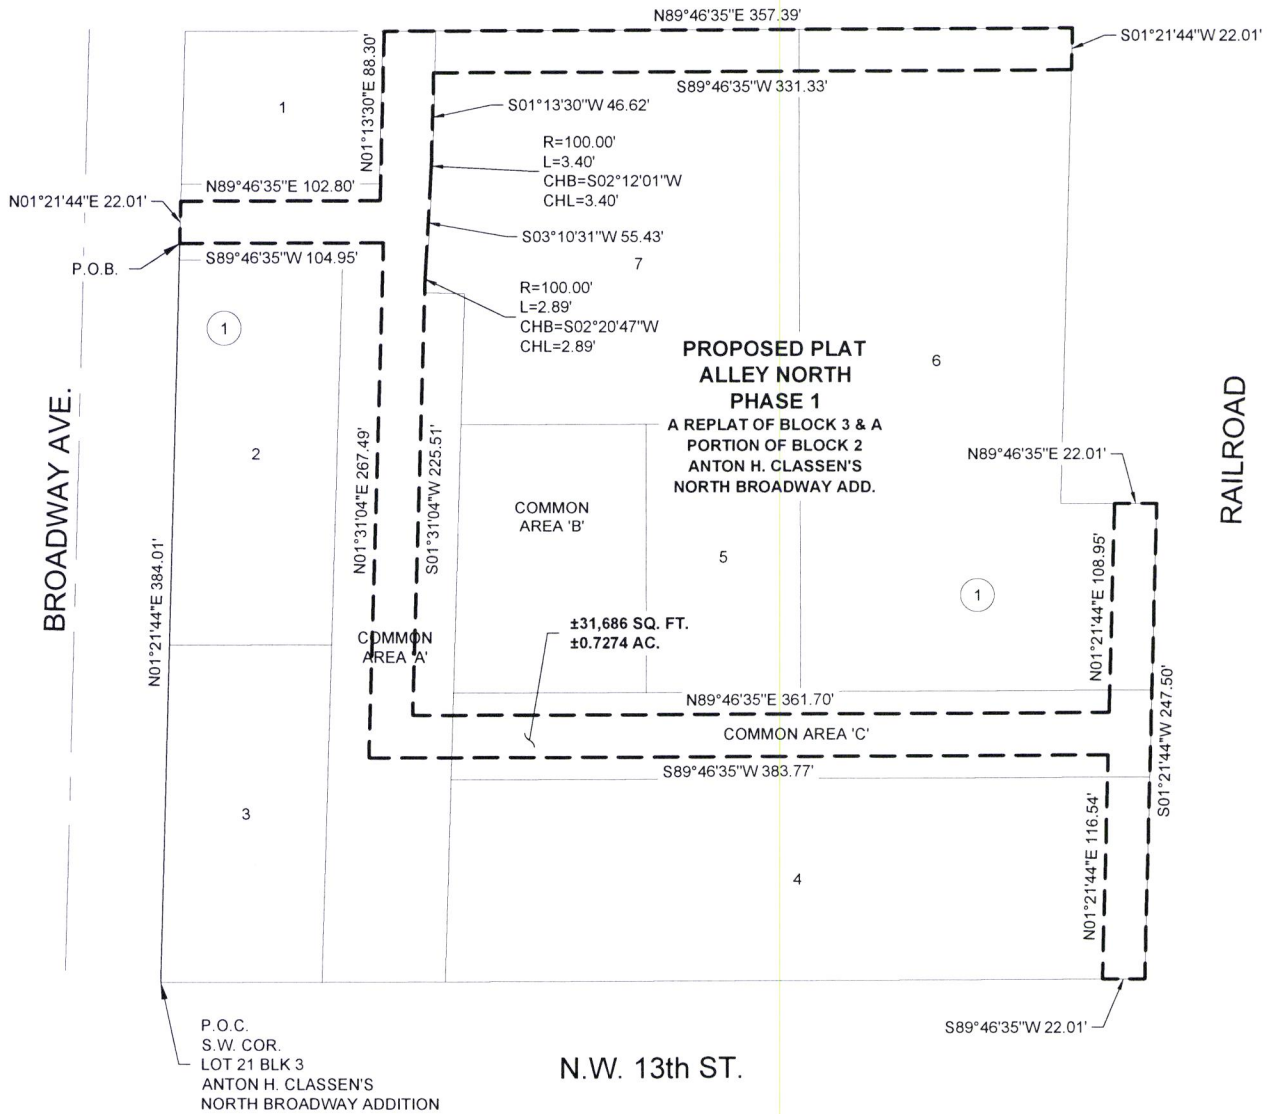 N89°46'35"E 357.39'
S01°21'44"W 22.01'
N01°13'30"E 88.30'
S89°46'35"W 331.33'
1
S01°13'30"W 46.62'
R=100.00'
L=3.40'
CHB=S02°12'01"W
CHL=3.40'
N89°46'35"E 102.80'
N01°21'44"E 22.01'
S03°10'31"W 55.43'
S89°46'35"W 104.95'
P.O.B.
7
R=100.00'
L=2.89'
CHB=S02°20'47"W
CHL=2.89'
1
PROPOSED PLAT
ALLEY NORTH
PHASE 1
A REPLAT OF BLOCK 3 & A
PORTION OF BLOCK 2
ANTON H. CLASSEN'S
NORTH BROADWAY ADD.
6
BROADWAY AVE.
RAILROAD
2
N01°31'04"E 267.49'
S01°31'04"W 225.51'
N89°46'35"E 22.01'
COMMON
AREA 'B'
5
1
N01°21'44"E 384.01'
N01°21'44"E 108.95'
±31,686 SQ. FT.
±0.7274 AC.
COMMON
AREA 'A'
N89°46'35"E 361.70'
COMMON AREA 'C'
S01°21'44"W 247.50'
S89°46'35"W 383.77'
3
N01°21'44"E 116.54'
4
S89°46'35"W 22.01'
P.O.C.
S.W. COR.
LOT 21 BLK 3
ANTON H. CLASSEN'S
NORTH BROADWAY ADDITION
N.W. 13th ST.